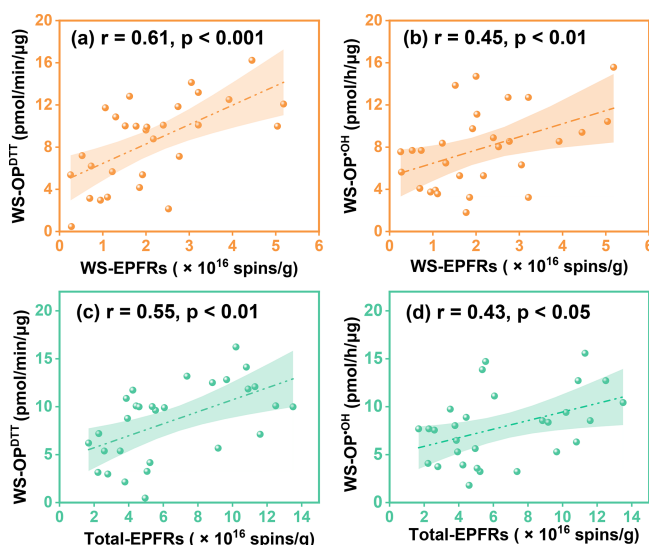 (a) r = 0.61, p < 0.001
WS-OP^DTT (pmol/min/μg)
20
16
12
8
4
0
0 1 2 3 4 5 6
WS-EPFRs ( × 10^16 spins/g)
(b) r = 0.45, p < 0.01
WS-OP^•OH (pmol/h/μg)
20
16
12
8
4
0
0 1 2 3 4 5 6
WS-EPFRs ( × 10^16 spins/g)
(c) r = 0.55, p < 0.01
WS-OP^DTT (pmol/min/μg)
20
15
10
5
0
0 2 4 6 8 10 12 14
Total-EPFRs ( × 10^16 spins/g)
(d) r = 0.43, p < 0.05
WS-OP^•OH (pmol/h/μg)
20
15
10
5
0
0 2 4 6 8 10 12 14
Total-EPFRs ( × 10^16 spins/g)